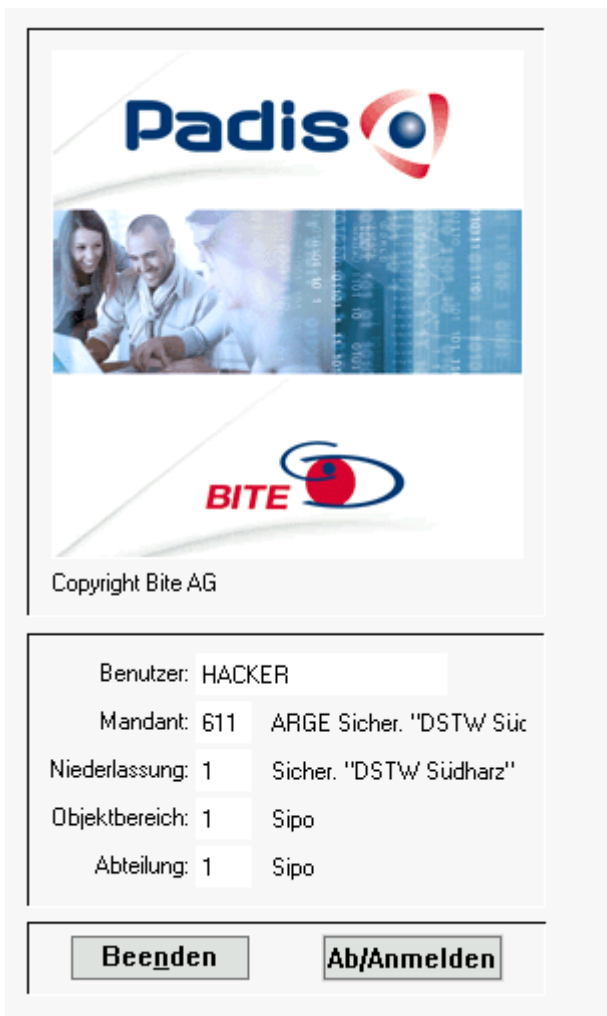 Padis
BITE
Copyright Bite AG
Benutzer: HACKER
Mandant: 611 ARGE Sicher. "DSTW Süd
Niederlassung: 1 Sicher. "DSTW Südharz"
Objektbereich: 1 Sipo
Abteilung: 1 Sipo
Beenden Ab/Anmelden